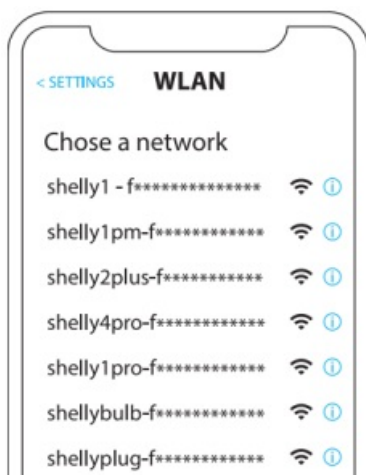 < SETTINGS WLAN
Chose a network
shelly1 - f**************
shelly1pm-f************
shelly2plus-f***********
shelly4pro-f************
shelly1pro-f************
shellybulb-f************
shellyplug-f************